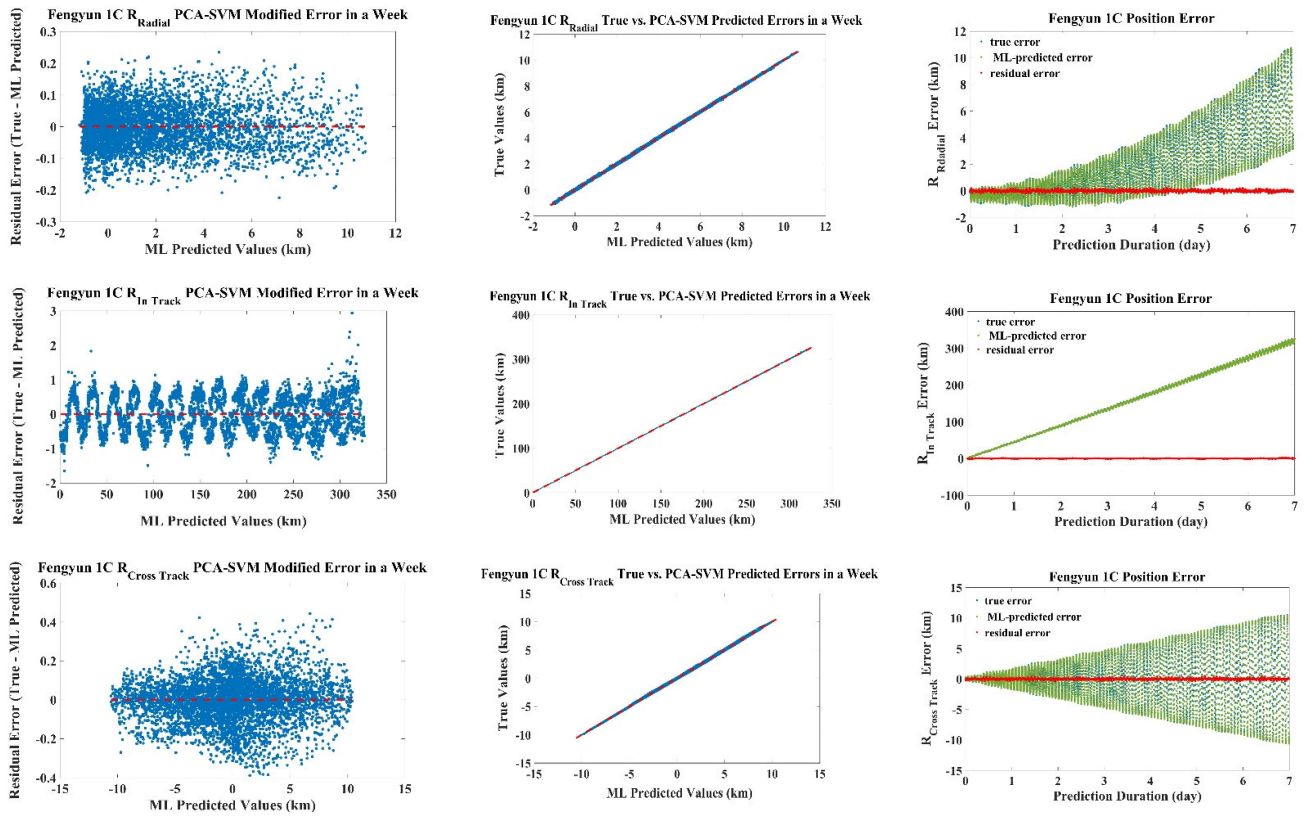 Fengyun 1C R_Radial PCA-SVM Modified Error in a Week
Residual Error (True - ML Predicted)
0.3
0.2
0.1
0
-0.1
-0.2
0.3
-2 0 2 4 6 8 10 12
ML Predicted Values (km)
Fengyun 1C R_Radial True vs. PCA-SVM Predicted Errors in a Week
True Values (km)
12
10
8
6
4
2
0
-2
-2 0 2 4 6 8 10 12
ML Predicted Values (km)
Fengyun 1C Position Error
R_Rdadial Error (km)
12
10
8
6
4
2
0
-2
true error
ML-predicted error
residual error
0 1 2 3 4 5 6 7
Prediction Duration (day)
Fengyun 1C R_In Track PCA-SVM Modified Error in a Week
Residual Error (True - ML Predicted)
3
2
1
0
-1
-2
0 50 100 150 200 250 300 350
ML Predicted Values (km)
Fengyun 1C R_In Track True vs. PCA-SVM Predicted Errors in a Week
True Values (km)
400
300
200
100
0
0 50 100 150 200 250 300 350
ML Predicted Values (km)
Fengyun 1C Position Error
R_In Track Error (km)
400
300
200
100
0
-100
true error
ML-predicted error
residual error
0 1 2 3 4 5 6 7
Prediction Duration (day)
Fengyun 1C R_Cross Track PCA-SVM Modified Error in a Week
Residual Error (True - ML Predicted)
0.6
0.4
0.2
0
-0.2
-0.4
-15 -10 -5 0 5 10 15
ML Predicted Values (km)
Fengyun 1C R_Cross Track True vs. PCA-SVM Predicted Errors in a Week
True Values (km)
15
10
5
0
-5
-10
-15
-15 -10 -5 0 5 10 15
ML Predicted Values (km)
Fengyun 1C Position Error
R_Cross Track Error (km)
15
10
5
0
-5
-10
-15
true error
ML-predicted error
residual error
0 1 2 3 4 5 6 7
Prediction Duration (day)